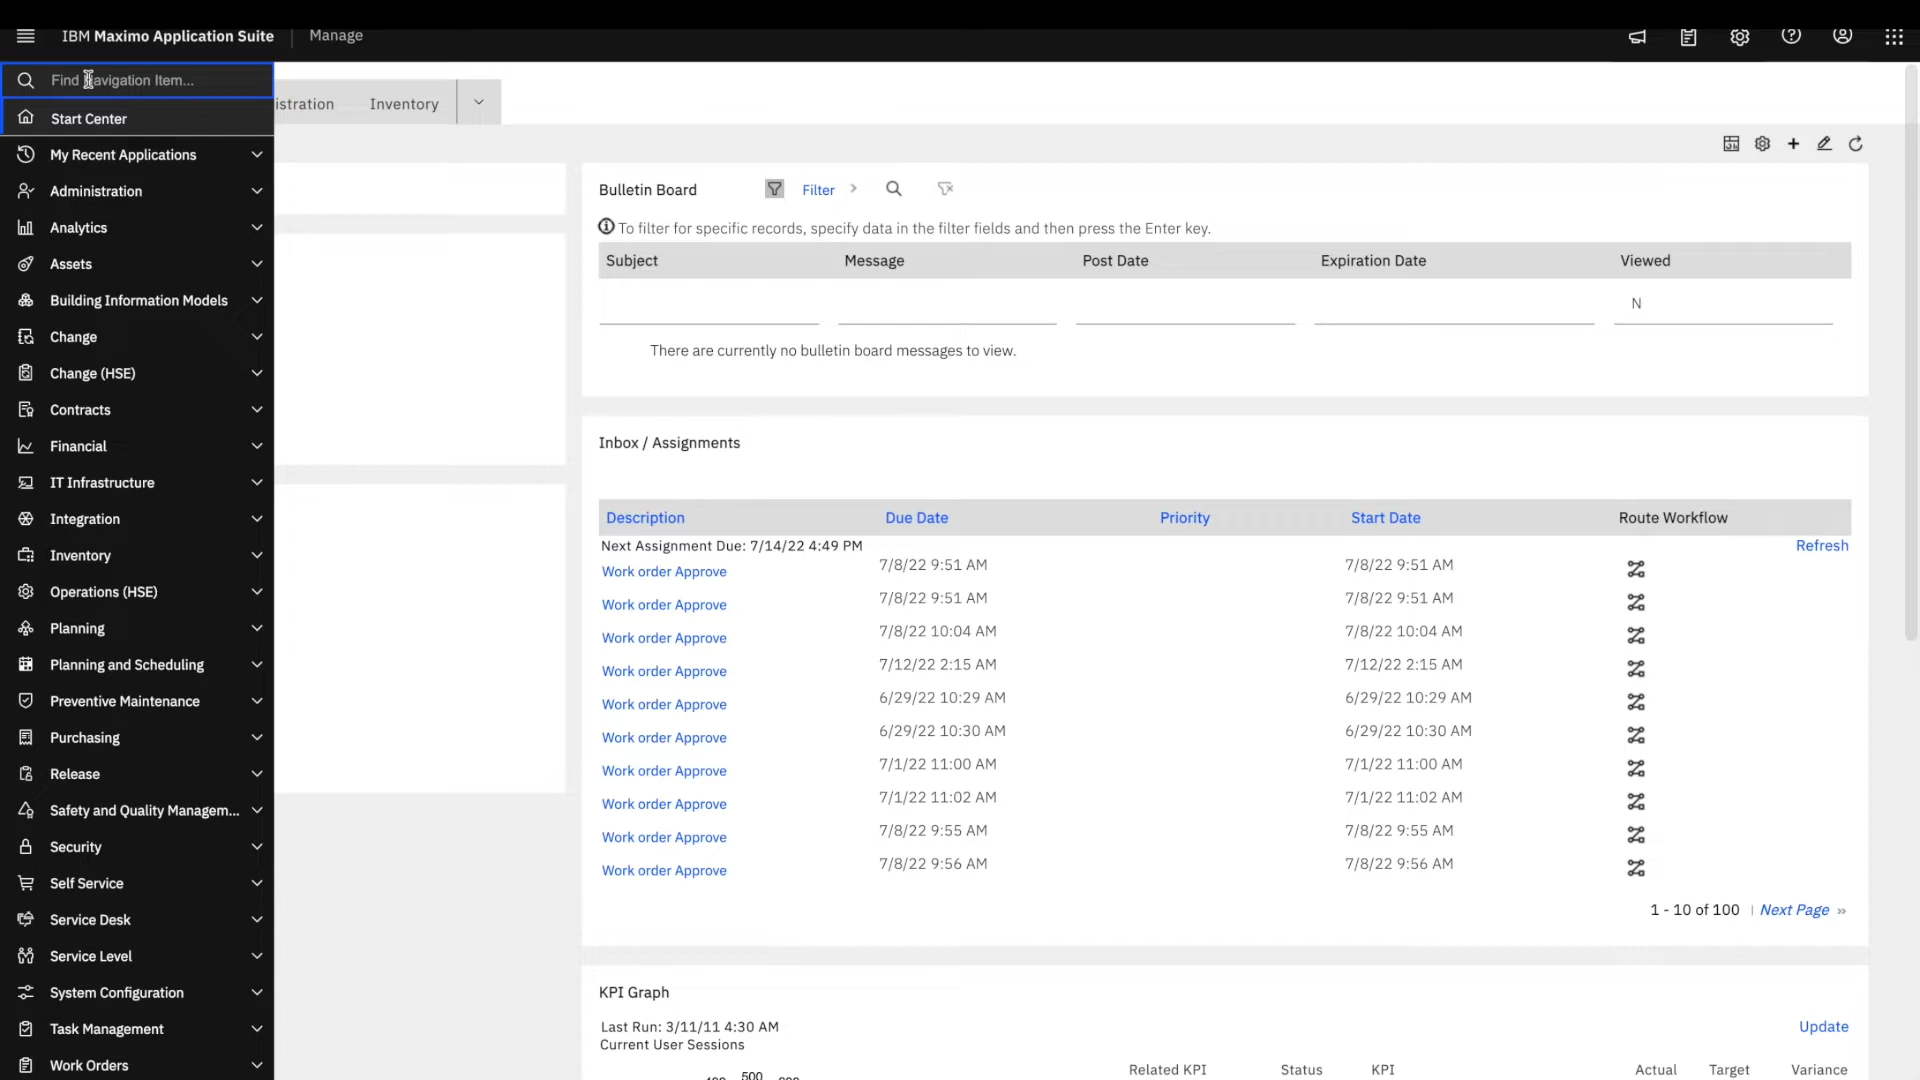 IBM Maximo Application Suite | Manage
Find Navigation Item...
Start Center
My Recent Applications
Administration
Analytics
Assets
Building Information Models
Change
Change (HSE)
Contracts
Financial
IT Infrastructure
Integration
Inventory
Operations (HSE)
Planning
Planning and Scheduling
Preventive Maintenance
Purchasing
Release
Safety and Quality Managem...
Security
Self Service
Service Desk
Service Level
System Configuration
Task Management
Work Orders
istration Inventory
Bulletin Board Filter
To filter for specific records, specify data in the filter fields and then press the Enter key.
Subject Message Post Date Expiration Date Viewed
N
There are currently no bulletin board messages to view.
Inbox / Assignments
Description Due Date Priority Start Date Route Workflow
Next Assignment Due: 7/14/22 4:49 PM Refresh
Work order Approve 7/8/22 9:51 AM 7/8/22 9:51 AM
Work order Approve 7/8/22 9:51 AM 7/8/22 9:51 AM
Work order Approve 7/8/22 10:04 AM 7/8/22 10:04 AM
Work order Approve 7/12/22 2:15 AM 7/12/22 2:15 AM
Work order Approve 6/29/22 10:29 AM 6/29/22 10:29 AM
Work order Approve 6/29/22 10:30 AM 6/29/22 10:30 AM
Work order Approve 7/1/22 11:00 AM 7/1/22 11:00 AM
Work order Approve 7/1/22 11:02 AM 7/1/22 11:02 AM
Work order Approve 7/8/22 9:55 AM 7/8/22 9:55 AM
Work order Approve 7/8/22 9:56 AM 7/8/22 9:56 AM
1 - 10 of 100 | Next Page »
KPI Graph
Last Run: 3/11/11 4:30 AM Update
Current User Sessions
Related KPI Status KPI Actual Target Variance
500